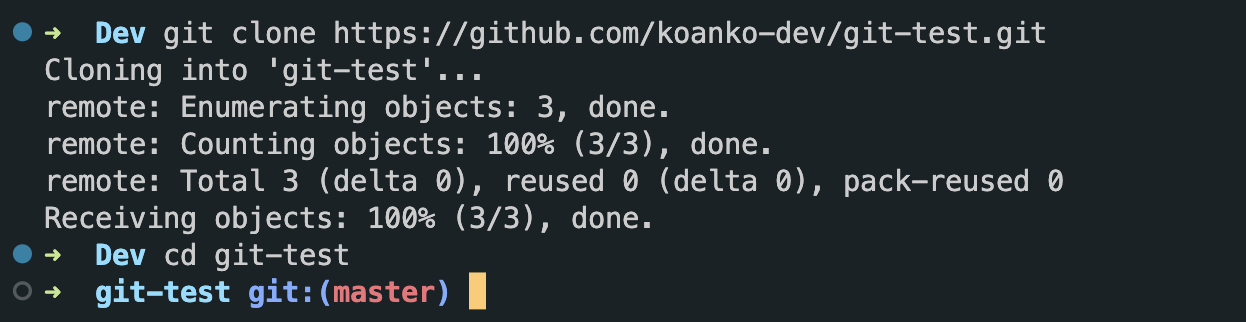 ➜  Dev git clone https://github.com/koanko-dev/git-test.git
Cloning into 'git-test'...
remote: Enumerating objects: 3, done.
remote: Counting objects: 100% (3/3), done.
remote: Total 3 (delta 0), reused 0 (delta 0), pack-reused 0
Receiving objects: 100% (3/3), done.
➜  Dev cd git-test
➜  git-test git:(master)